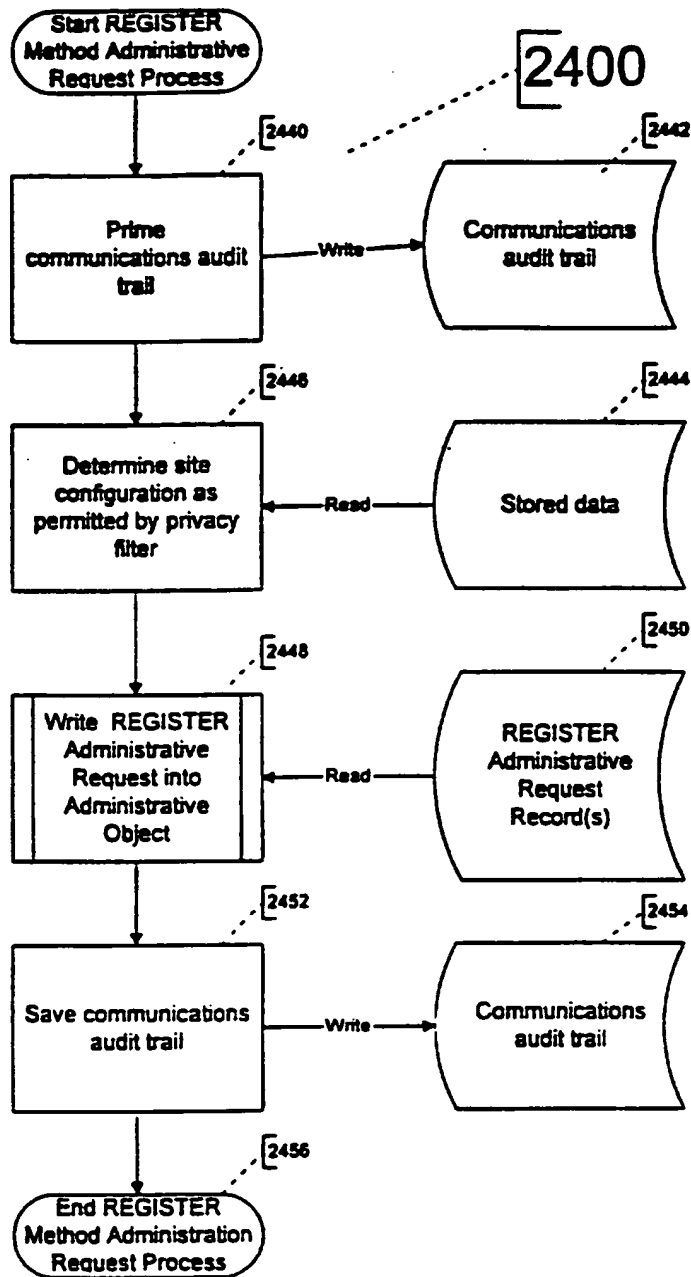 Start REGISTER
Method Administrative
Request Process
2400
2440
2442
Prime
communications audit
trail
Write
Communications
audit trail
2446
2444
Determine site
configuration as
permitted by privacy
filter
Read
Stored data
2448
2450
Write REGISTER
Administrative
Request into
Administrative
Object
Read
REGISTER
Administrative
Request
Record(s)
2452
2454
Save communications
audit trail
Write
Communications
audit trail
2456
End REGISTER
Method Administration
Request Process